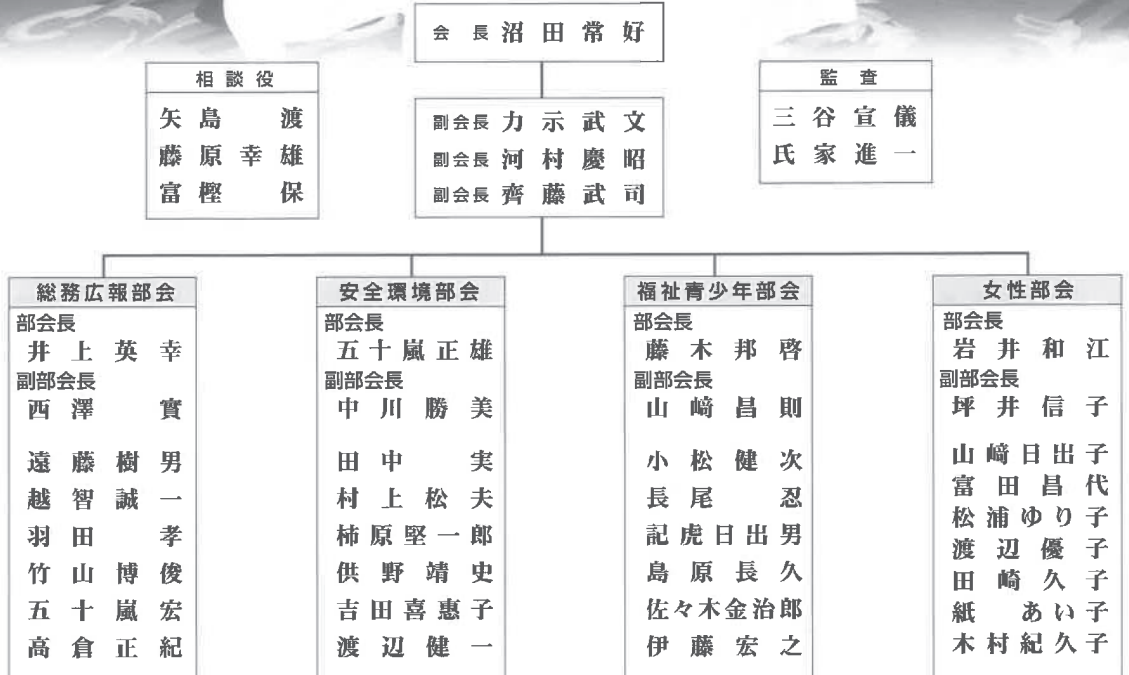 会長 沼田常好
相談役
矢島 渡
藤原幸雄
富樫 保
副会長 力示武文
副会長 河村慶昭
副会長 齊藤武司
監査
三谷宣儀
氏家進一
総務広報部会
部会長
井上英幸
副部会長
西澤 實
遠藤樹男
越智誠一
羽田 孝
竹山博俊
五十嵐宏
高倉正紀
安全環境部会
部会長
五十嵐正雄
副部会長
中川勝美
田中 実
村上松夫
柿原堅一郎
供野靖史
吉田喜惠子
渡辺健一
福祉青少年部会
部会長
藤木邦啓
副部会長
山﨑昌則
小松健次
長尾 忍
記虎日出男
島原長久
佐々木金治郎
伊藤宏之
女性部会
部会長
岩井和江
副部会長
坪井信子
山﨑日出子
富田昌代
松浦ゆり子
渡辺優子
田崎久子
紙 あい子
木村紀久子